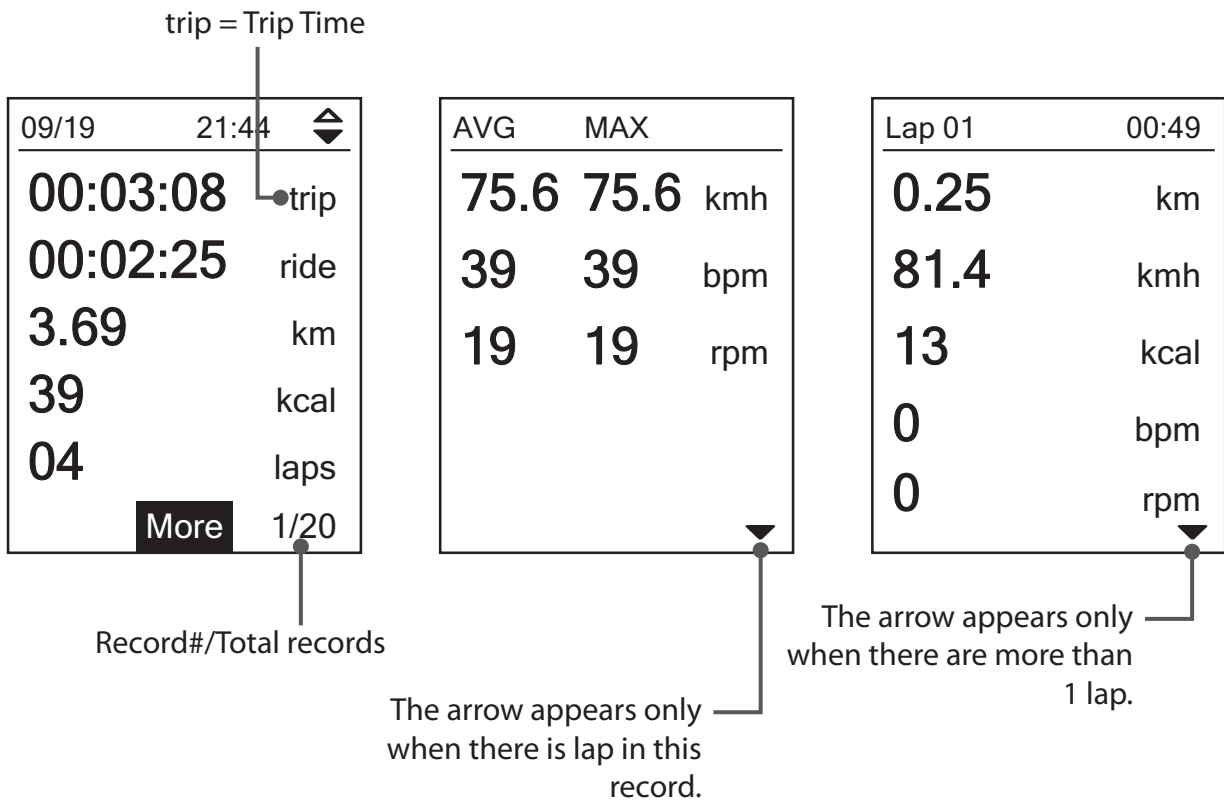 trip = Trip Time
09/19 21:44
00:03:08 trip
00:02:25 ride
3.69 km
39 kcal
04 laps
More 1/20
Record#/Total records
AVG MAX
75.6 75.6 kmh
39 39 bpm
19 19 rpm
The arrow appears only
when there is lap in this
record.
Lap 01 00:49
0.25 km
81.4 kmh
13 kcal
0 bpm
0 rpm
The arrow appears only
when there are more than
1 lap.